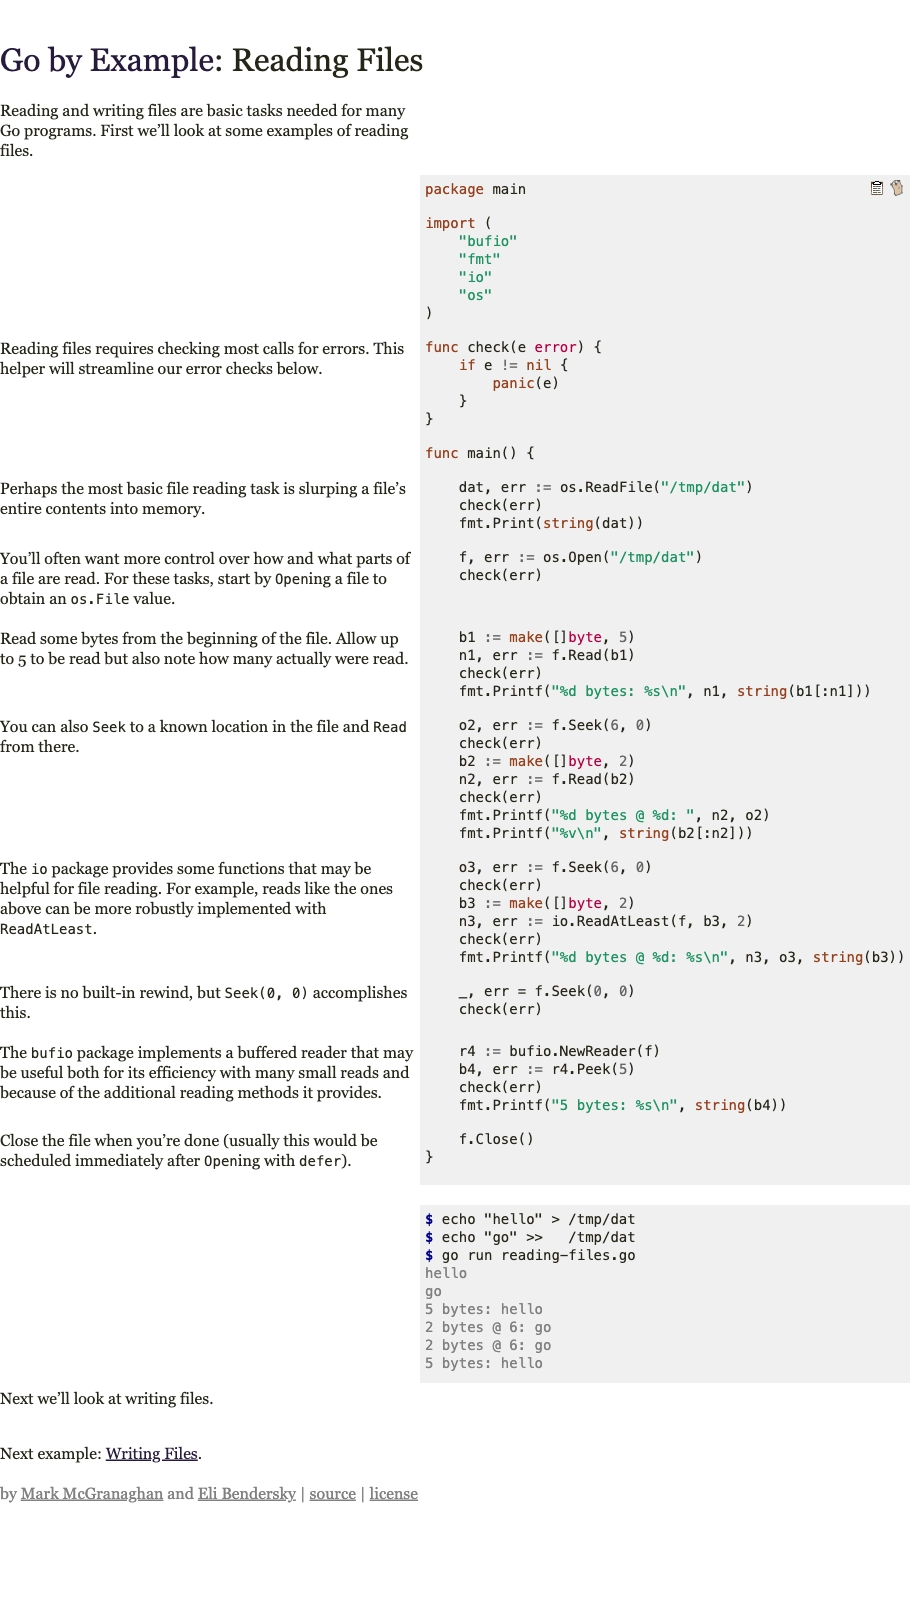 Go by Example: Reading Files
Reading and writing files are basic tasks needed for many
Go programs. First we’ll look at some examples of reading
files.
package main
import (
    "bufio"
    "fmt"
    "io"
    "os"
)
Reading files requires checking most calls for errors. This
helper will streamline our error checks below.
func check(e error) {
    if e != nil {
        panic(e)
    }
}
func main() {
Perhaps the most basic file reading task is slurping a file’s
entire contents into memory.
    dat, err := os.ReadFile("/tmp/dat")
    check(err)
    fmt.Print(string(dat))
You’ll often want more control over how and what parts of
a file are read. For these tasks, start by Opening a file to
obtain an os.File value.
    f, err := os.Open("/tmp/dat")
    check(err)
Read some bytes from the beginning of the file. Allow up
to 5 to be read but also note how many actually were read.
    b1 := make([]byte, 5)
    n1, err := f.Read(b1)
    check(err)
    fmt.Printf("%d bytes: %s\n", n1, string(b1[:n1]))
You can also Seek to a known location in the file and Read
from there.
    o2, err := f.Seek(6, 0)
    check(err)
    b2 := make([]byte, 2)
    n2, err := f.Read(b2)
    check(err)
    fmt.Printf("%d bytes @ %d: ", n2, o2)
    fmt.Printf("%v\n", string(b2[:n2]))
The io package provides some functions that may be
helpful for file reading. For example, reads like the ones
above can be more robustly implemented with
ReadAtLeast.
    o3, err := f.Seek(6, 0)
    check(err)
    b3 := make([]byte, 2)
    n3, err := io.ReadAtLeast(f, b3, 2)
    check(err)
    fmt.Printf("%d bytes @ %d: %s\n", n3, o3, string(b3))
There is no built-in rewind, but Seek(0, 0) accomplishes
this.
    _, err = f.Seek(0, 0)
    check(err)
The bufio package implements a buffered reader that may
be useful both for its efficiency with many small reads and
because of the additional reading methods it provides.
    r4 := bufio.NewReader(f)
    b4, err := r4.Peek(5)
    check(err)
    fmt.Printf("5 bytes: %s\n", string(b4))
Close the file when you’re done (usually this would be
scheduled immediately after Opening with defer).
    f.Close()
}
$ echo "hello" > /tmp/dat
$ echo "go" >>   /tmp/dat
$ go run reading-files.go
hello
go
5 bytes: hello
2 bytes @ 6: go
2 bytes @ 6: go
5 bytes: hello
Next we’ll look at writing files.
Next example: Writing Files.
by Mark McGranaghan and Eli Bendersky | source | license